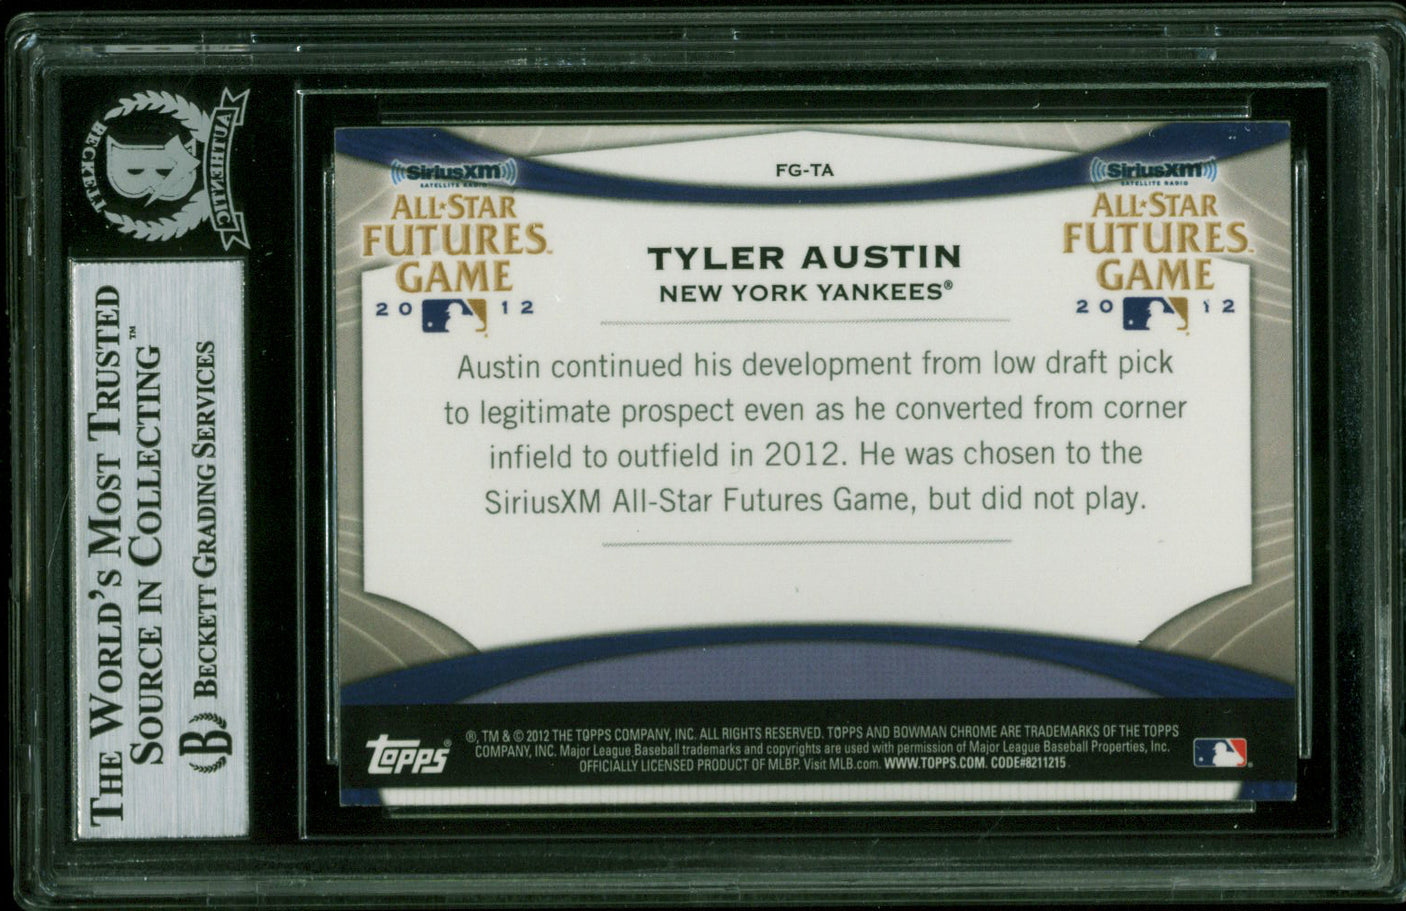 BECKETT
AUTHENTIC
B
THE WORLD'S MOST TRUSTED
SOURCE IN COLLECTING™
B BECKETT GRADING SERVICES
FG-TA
SiriusXM
SATELLITE RADIO
ALL★STAR
FUTURES™
GAME
20 12
SiriusXM
SATELLITE RADIO
ALL★STAR
FUTURES™
GAME
20 12
TYLER AUSTIN
NEW YORK YANKEES®
Austin continued his development from low draft pick
to legitimate prospect even as he converted from corner
infield to outfield in 2012. He was chosen to the
SiriusXM All-Star Futures Game, but did not play.
topps®
®, TM & © 2012 THE TOPPS COMPANY, INC. ALL RIGHTS RESERVED. TOPPS AND BOWMAN CHROME ARE TRADEMARKS OF THE TOPPS
COMPANY, INC. Major League Baseball trademarks and copyrights are used with permission of Major League Baseball Properties, Inc.
OFFICIALLY LICENSED PRODUCT OF MLBP. Visit MLB.com. WWW.TOPPS.COM. CODE#8211215